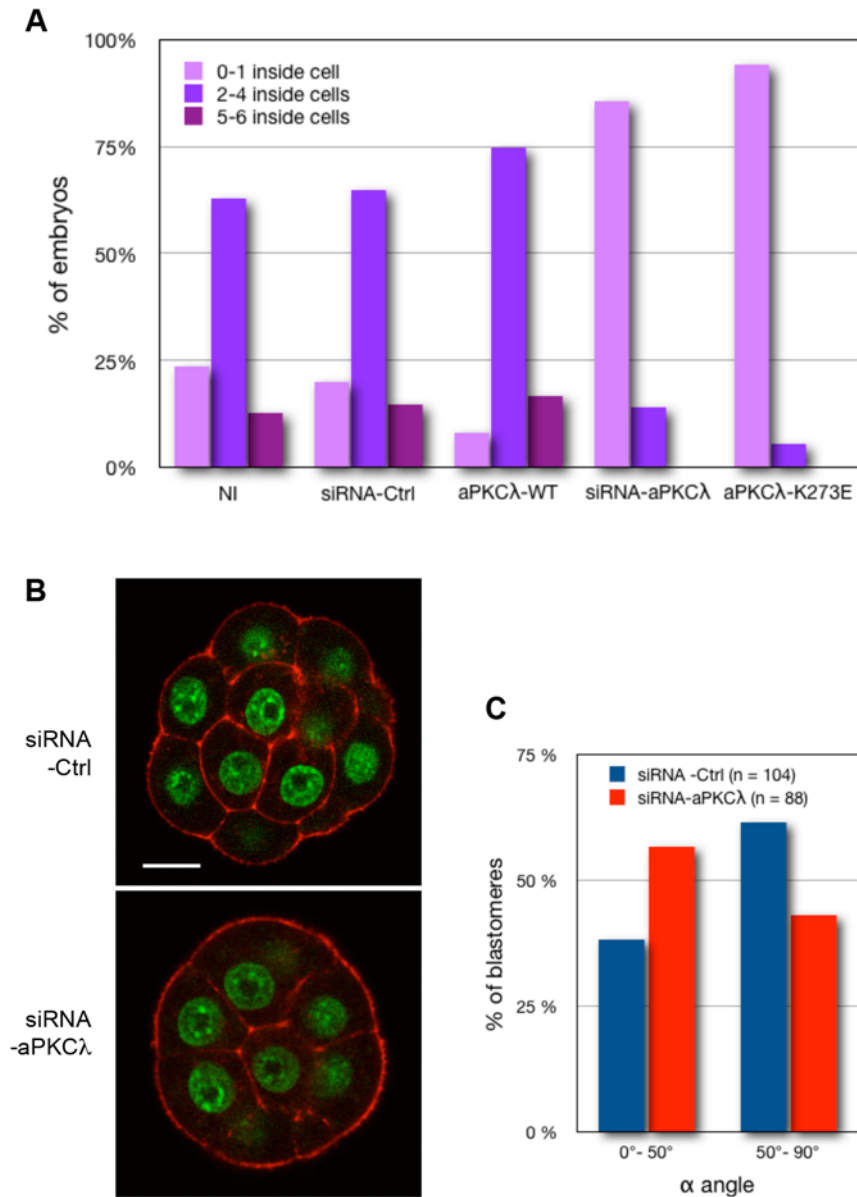 A
100%
75%
50%
25%
0%
% of embryos
0-1 inside cell
2-4 inside cells
5-6 inside cells
NI
siRNA-Ctrl
aPKCλ-WT
siRNA-aPKCλ
aPKCλ-K273E
B
siRNA
-Ctrl
siRNA
-aPKCλ
C
75 %
50 %
25 %
0 %
% of blastomeres
siRNA -Ctrl (n = 104)
siRNA-aPKCλ (n = 88)
0°- 50°
50°- 90°
α angle